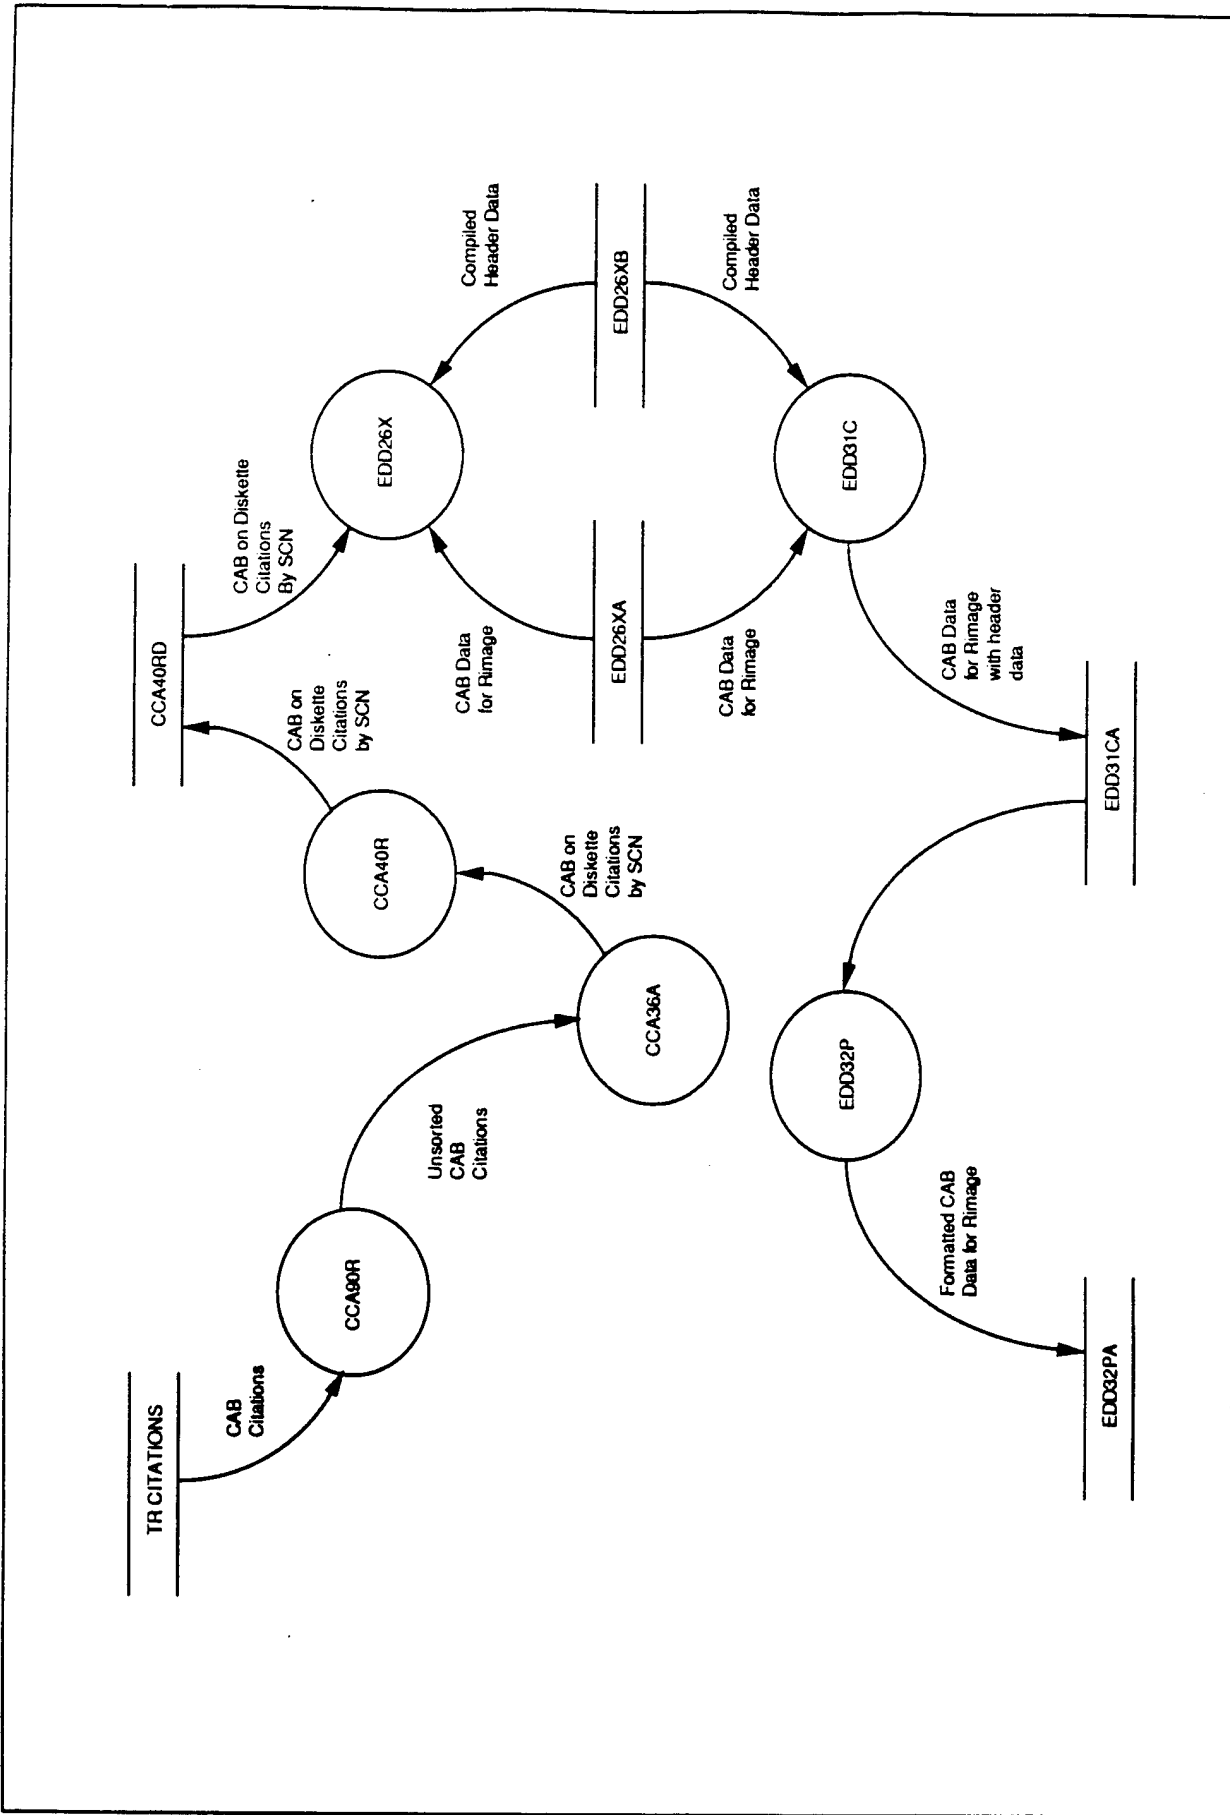 TR CITATIONS
CAB
Citations
CCA90R
Unsorted
CAB
Citations
CCA36A
CAB on
Diskette
Citations
by SCN
CCA40R
CAB on
Diskette
Citations
by SCN
CCA40RD
CAB on Diskette
Citations
By SCN
EDD26X
Compiled
Header Data
CAB Data
for Rimage
EDD26XA
EDD26XB
CAB Data
for Rimage
Compiled
Header Data
EDD31C
CAB Data
for Rimage
with header
data
EDD31CA
EDD32P
Formatted CAB
Data for Rimage
EDD32PA